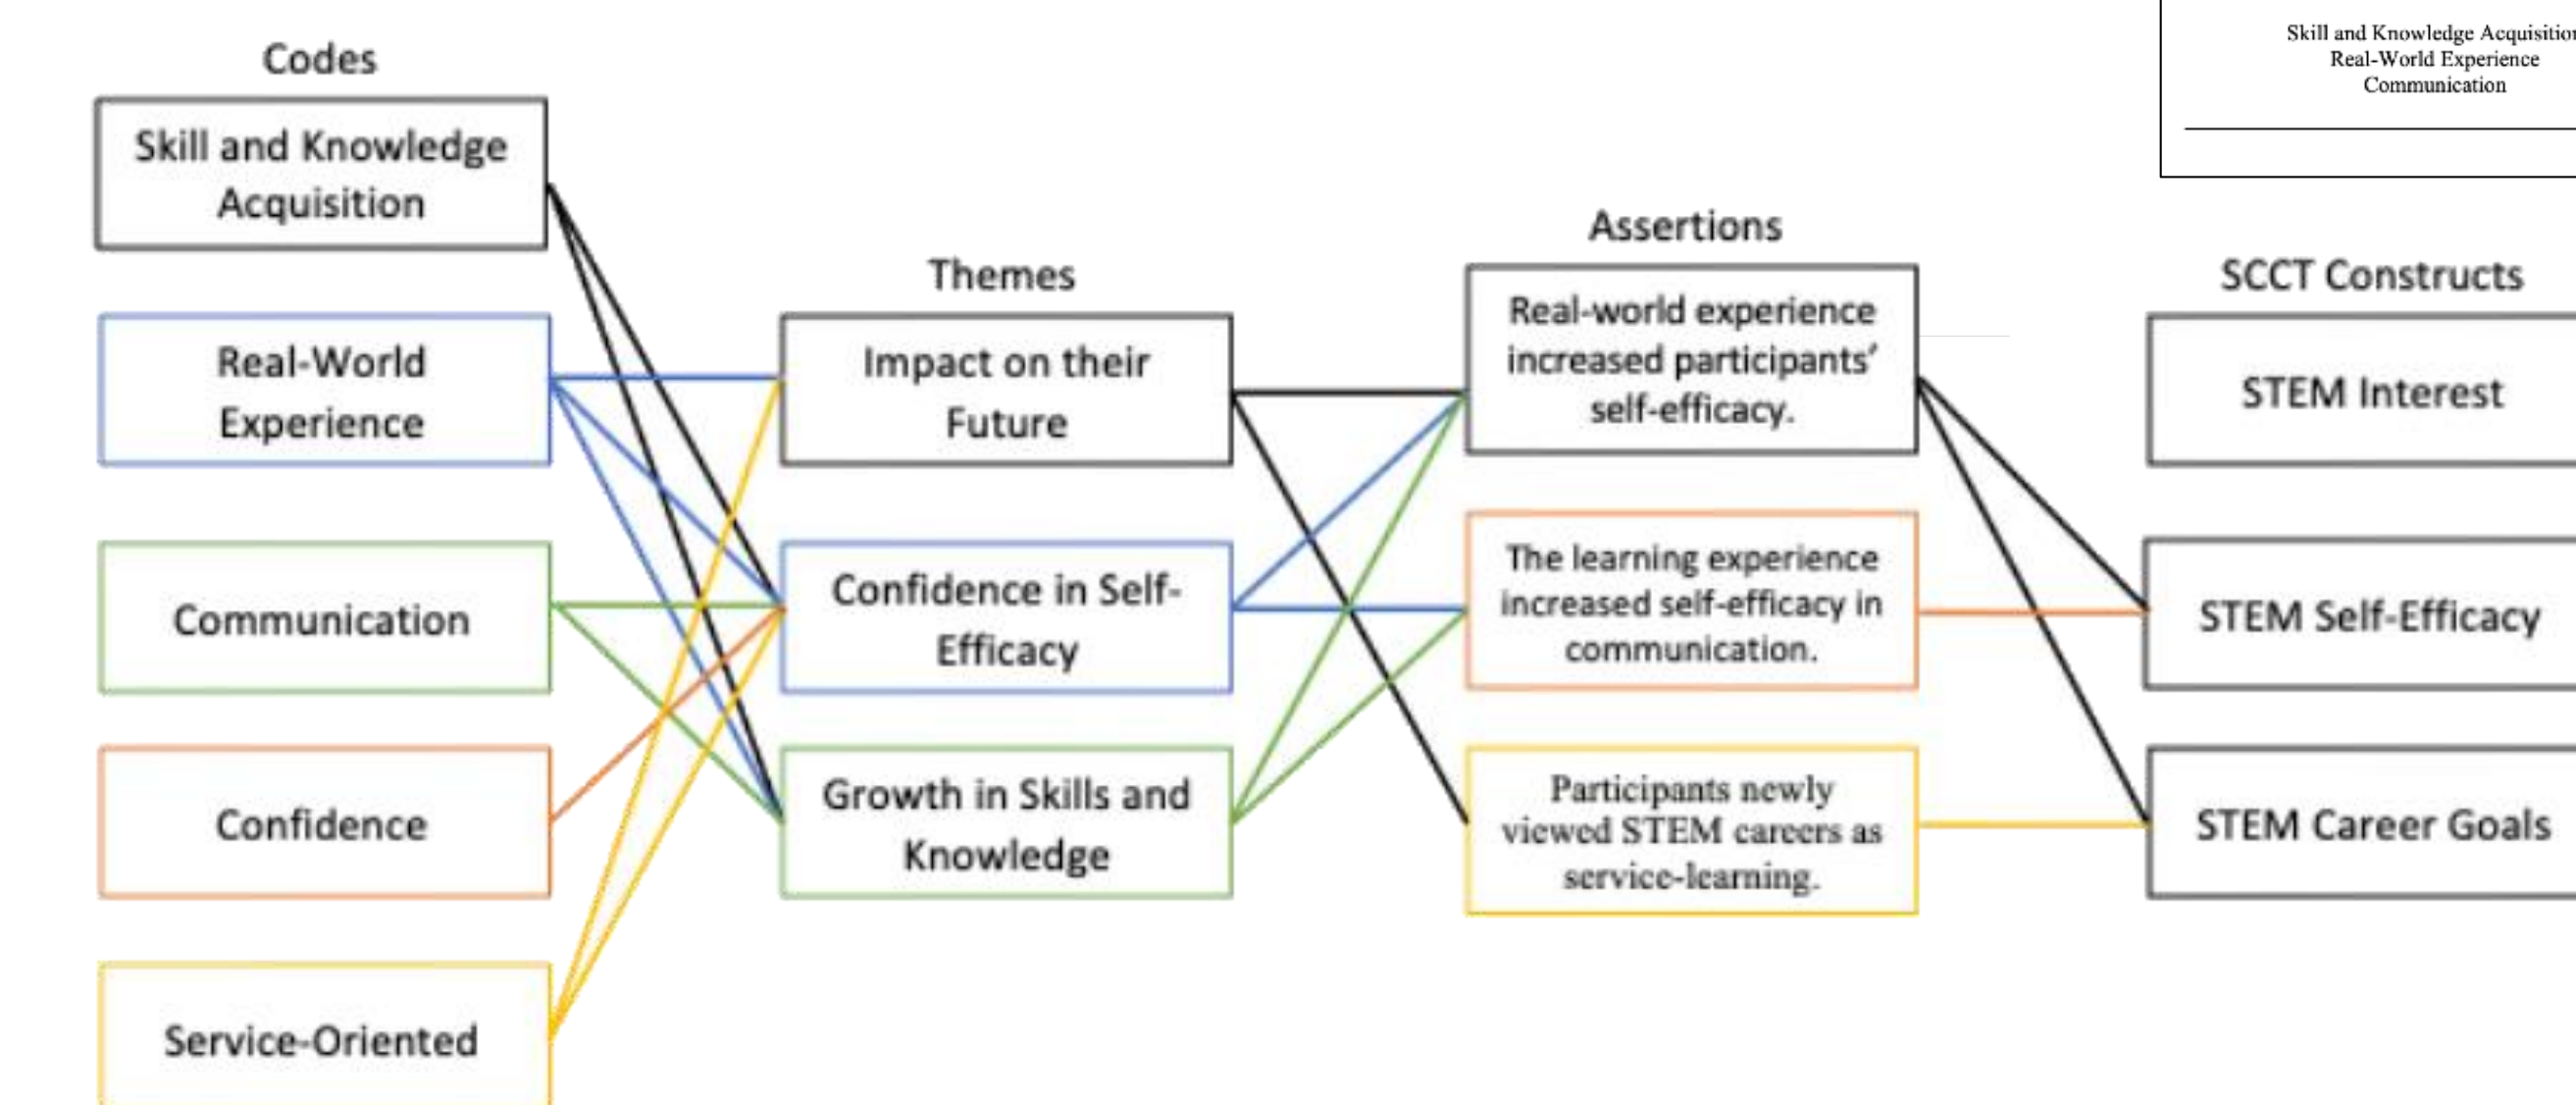 Skill and Knowledge Acquisition
Real-World Experience
Communication
Codes
Skill and Knowledge
Acquisition
Real-World
Experience
Communication
Confidence
Service-Oriented
Themes
Impact on their
Future
Confidence in Self-
Efficacy
Growth in Skills and
Knowledge
Assertions
Real-world experience
increased participants’
self-efficacy.
The learning experience
increased self-efficacy in
communication.
Participants newly
viewed STEM careers as
service-learning.
SCCT Constructs
STEM Interest
STEM Self-Efficacy
STEM Career Goals